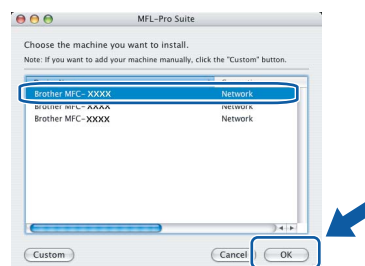 MFL-Pro Suite
Choose the machine you want to install.
Note: If you want to add your machine manually, click the "Custom" button.
Brother MFC- XXXX Network
Brother MFC- XXXX Network
Brother MFC- XXXX Network
Custom Cancel OK